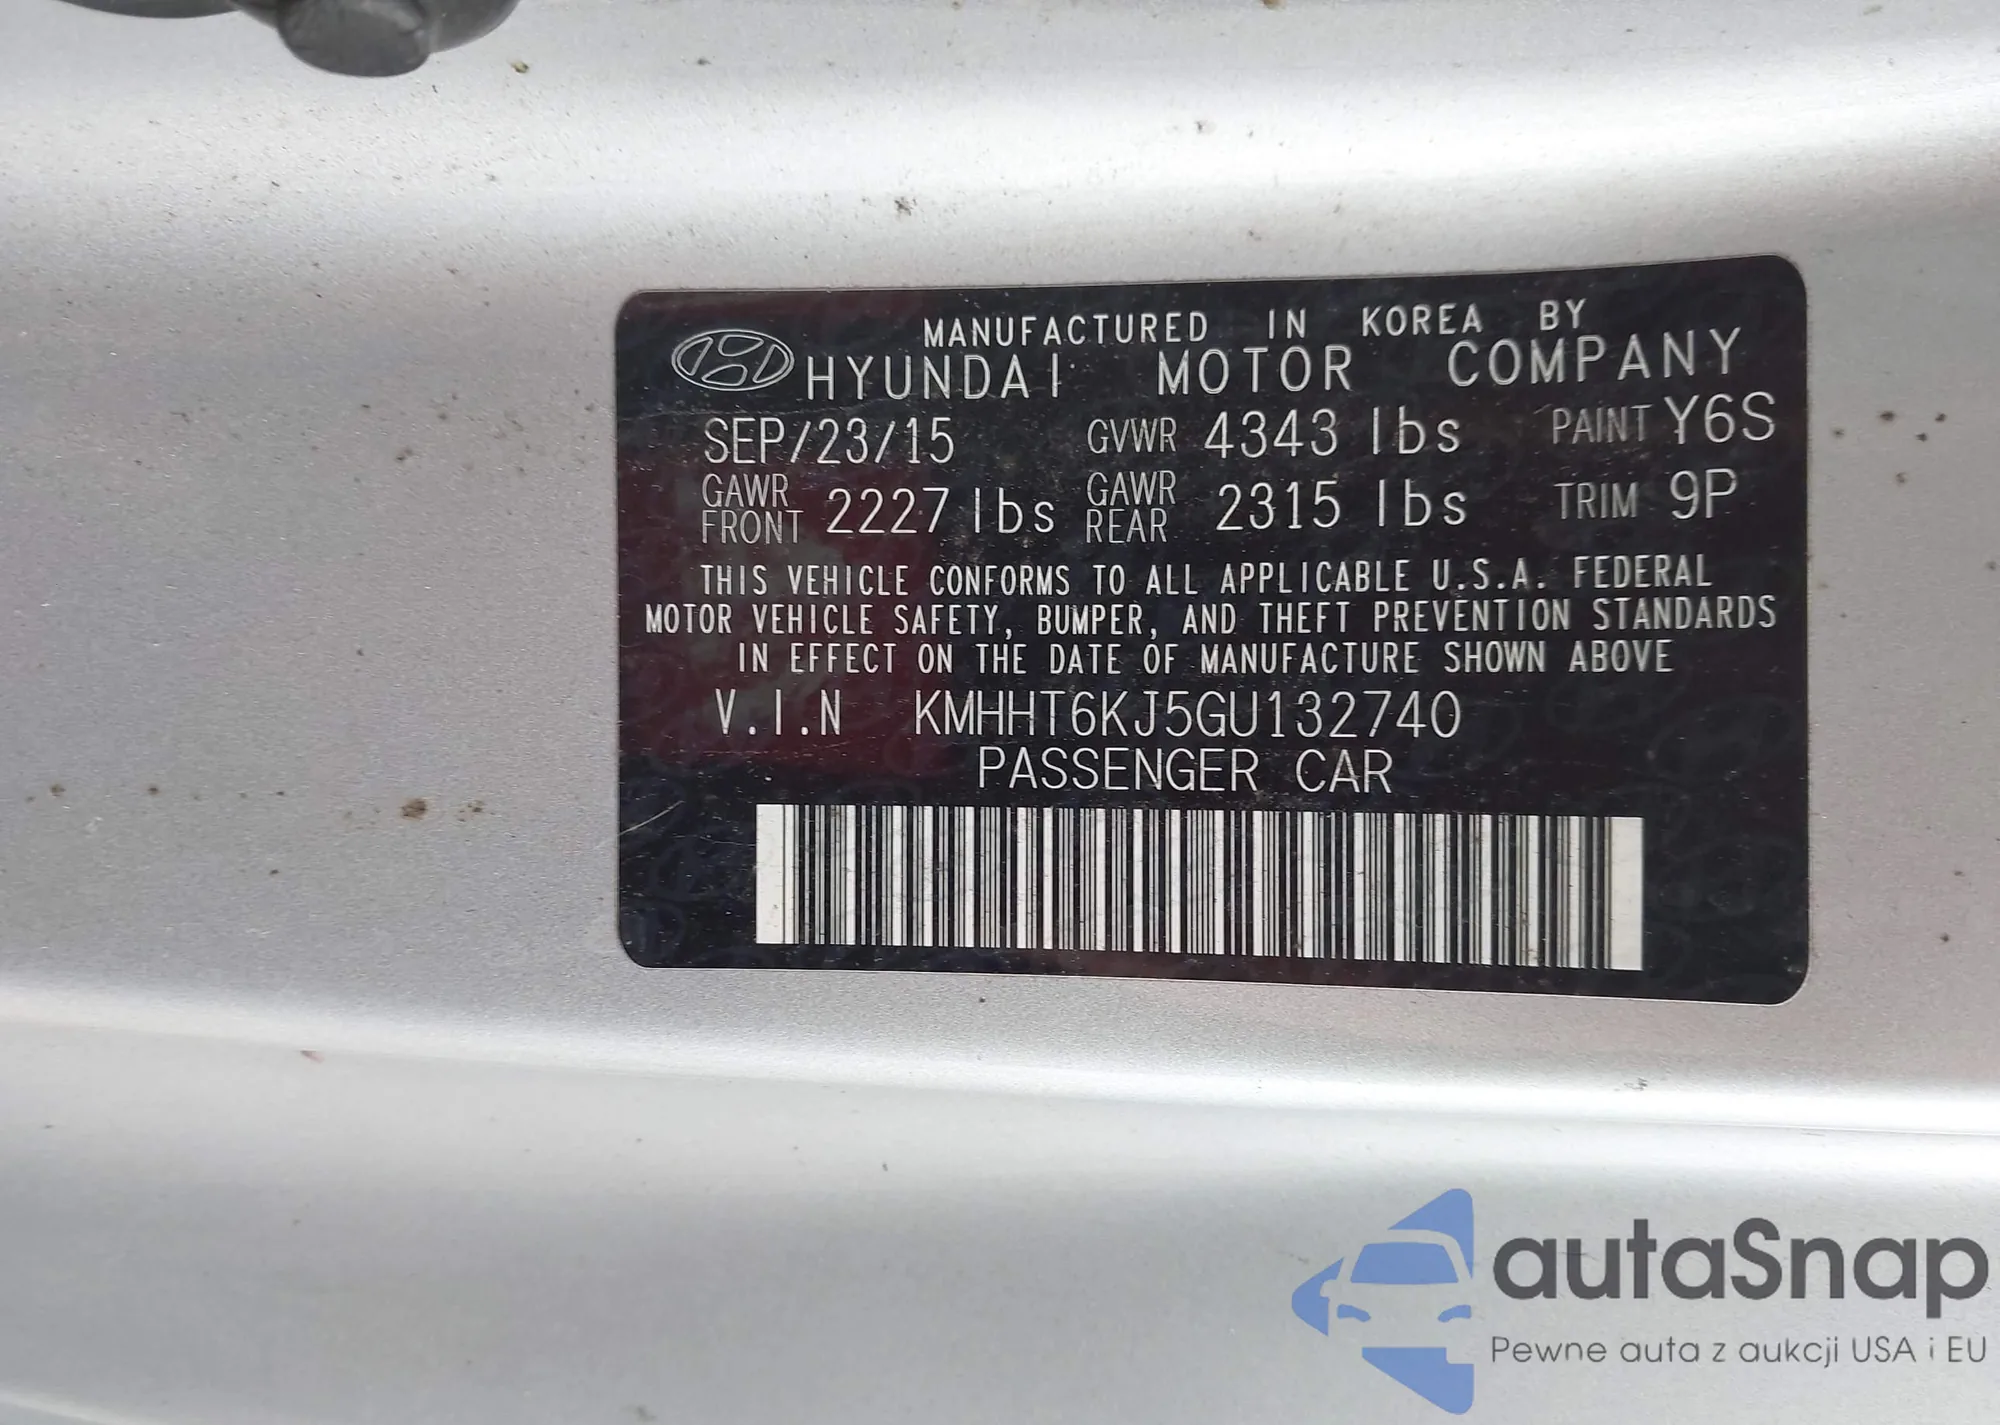 MANUFACTURED IN KOREA BY
HYUNDAI MOTOR COMPANY
SEP/23/15 GVWR 4343 lbs PAINT Y6S
GAWR FRONT 2227 lbs GAWR REAR 2315 lbs TRIM 9P
THIS VEHICLE CONFORMS TO ALL APPLICABLE U.S.A. FEDERAL
MOTOR VEHICLE SAFETY, BUMPER, AND THEFT PREVENTION STANDARDS
IN EFFECT ON THE DATE OF MANUFACTURE SHOWN ABOVE
V.I.N KMHHT6KJ5GU132740
PASSENGER CAR
autaSnap
Pewne auta z aukcji USA i EU